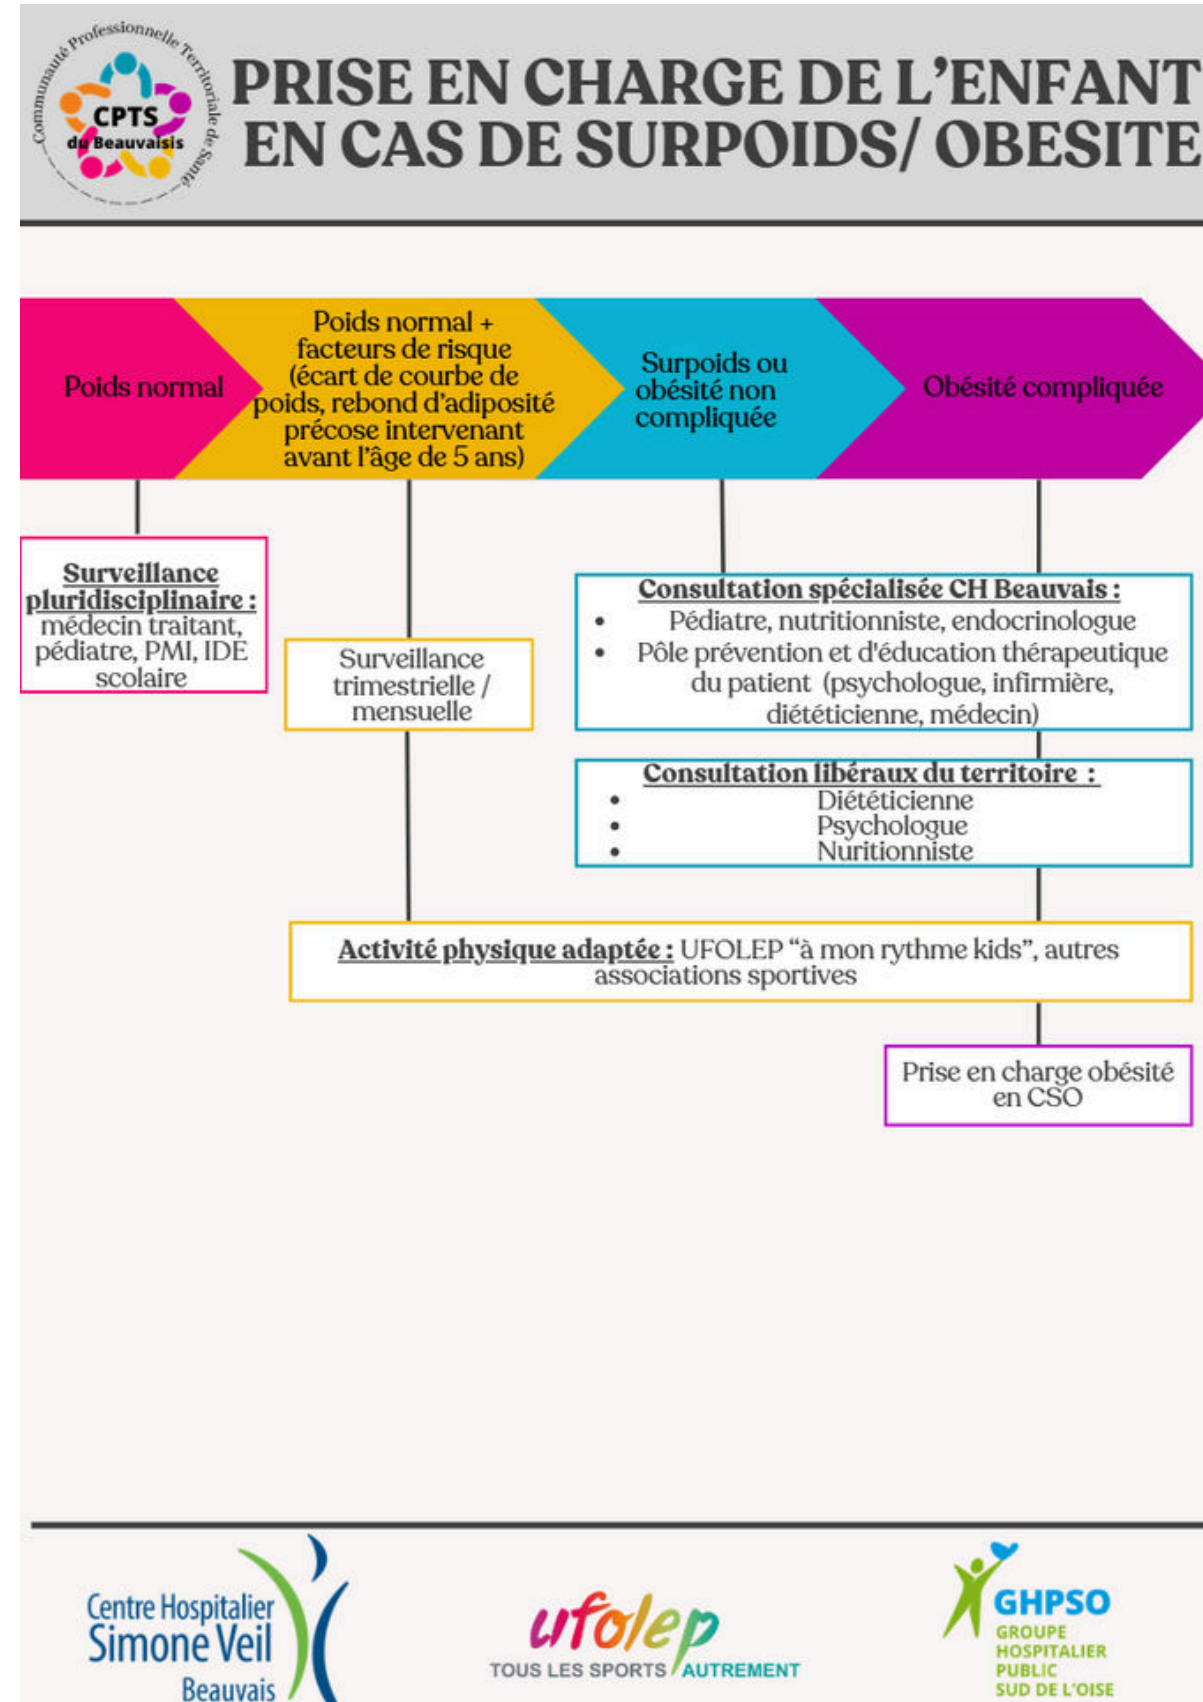 Communauté Professionnelle Territoriale de Santé
CPTS
du Beauvaisis
PRISE EN CHARGE DE L’ENFANT
EN CAS DE SURPOIDS/ OBESITE
Poids normal
Poids normal +
facteurs de risque
(écart de courbe de
poids, rebond d’adiposité
précose intervenant
avant l’âge de 5 ans)
Surpoids ou
obésité non
compliquée
Obésité compliquée
Surveillance
pluridisciplinaire :
médecin traitant,
pédiatre, PMI, IDE
scolaire
Surveillance
trimestrielle /
mensuelle
Consultation spécialisée CH Beauvais :
• Pédiatre, nutritionniste, endocrinologue
• Pôle prévention et d'éducation thérapeutique
du patient (psychologue, infirmière,
diététicienne, médecin)
Consultation libéraux du territoire :
• Diététicienne
• Psychologue
• Nuritionniste
Activité physique adaptée : UFOLEP “à mon rythme kids”, autres
associations sportives
Prise en charge obésité
en CSO
Centre Hospitalier
Simone Veil
Beauvais
ufolep
TOUS LES SPORTS AUTREMENT
GHPSO
GROUPE
HOSPITALIER
PUBLIC
SUD DE L'OISE